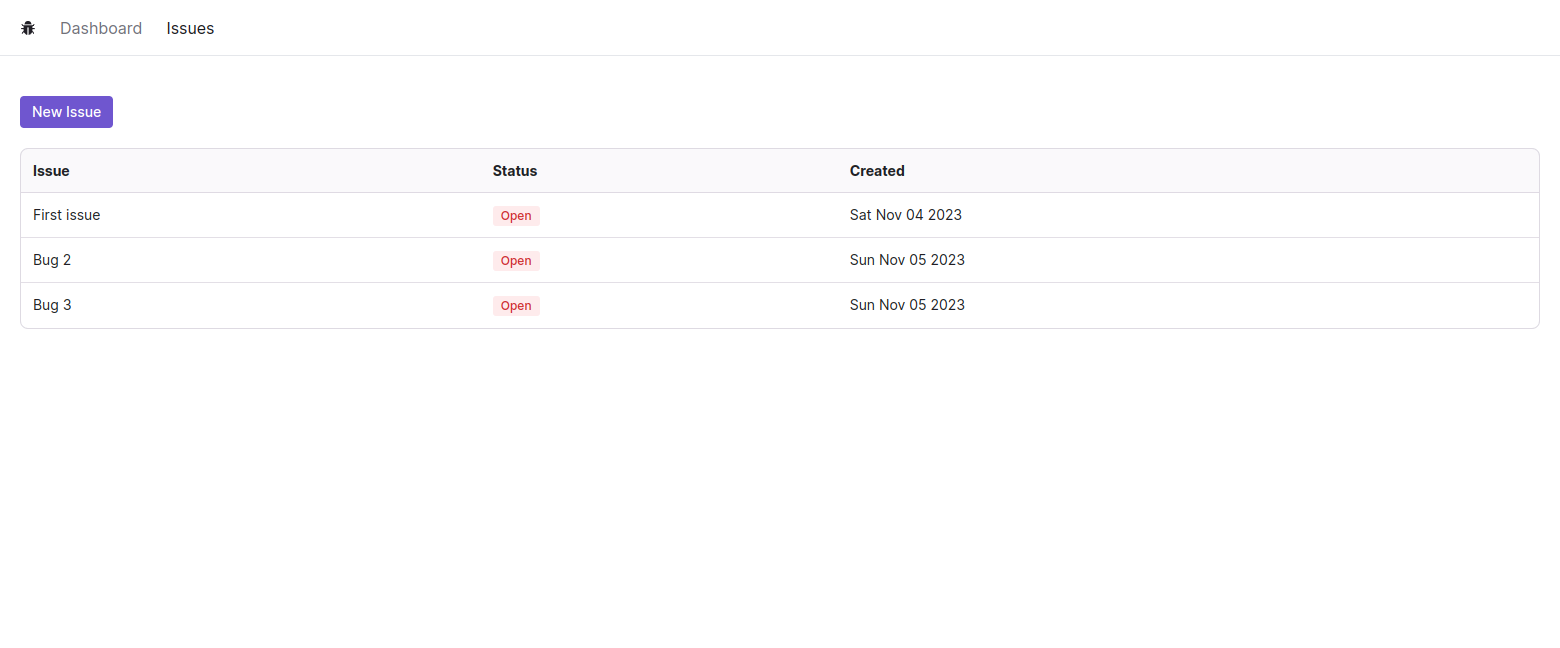 Dashboard Issues
New Issue
Issue Status Created
First issue Open Sat Nov 04 2023
Bug 2 Open Sun Nov 05 2023
Bug 3 Open Sun Nov 05 2023